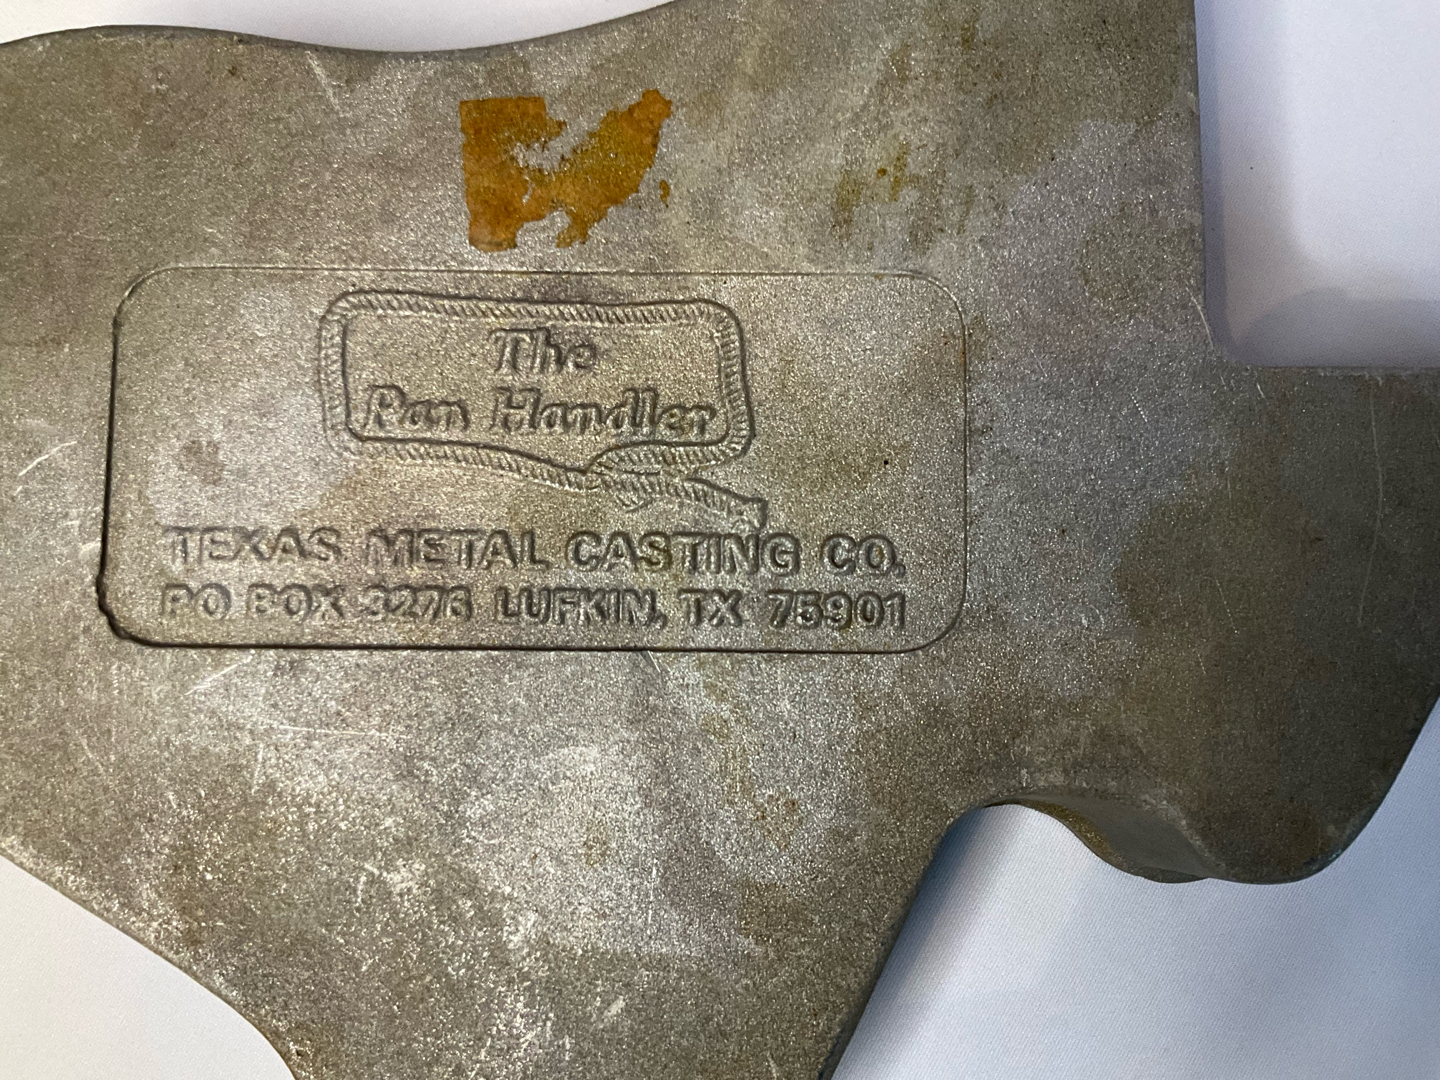 The
Pan Handler
TEXAS METAL CASTING CO.
PO BOX 3276 LUFKIN, TX 75901